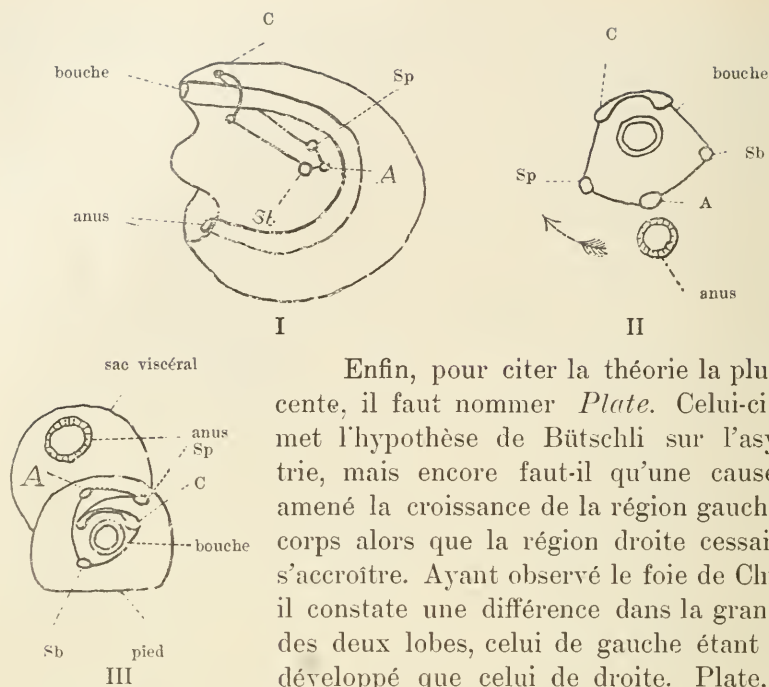 C
bouche
Sp
A
St.
anus
I
C
bouche
Sp
Sb
A
anus
II
sac viscéral
anus
Sp
A
C
bouche
Sb pied
III
Enfin, pour citer la théorie la plu
cente, il faut nommer Plate. Celui-ci
met l'hypothèse de Bütschli sur l'asy
trie, mais encore faut-il qu'une cause
amené la croissance de la région gauch
corps alors que la région droite cessai
s'accroître. Ayant observé le foie de Ch
il constate une différence dans la gran
des deux lobes, celui de gauche étant
développé que celui de droite. Plate,